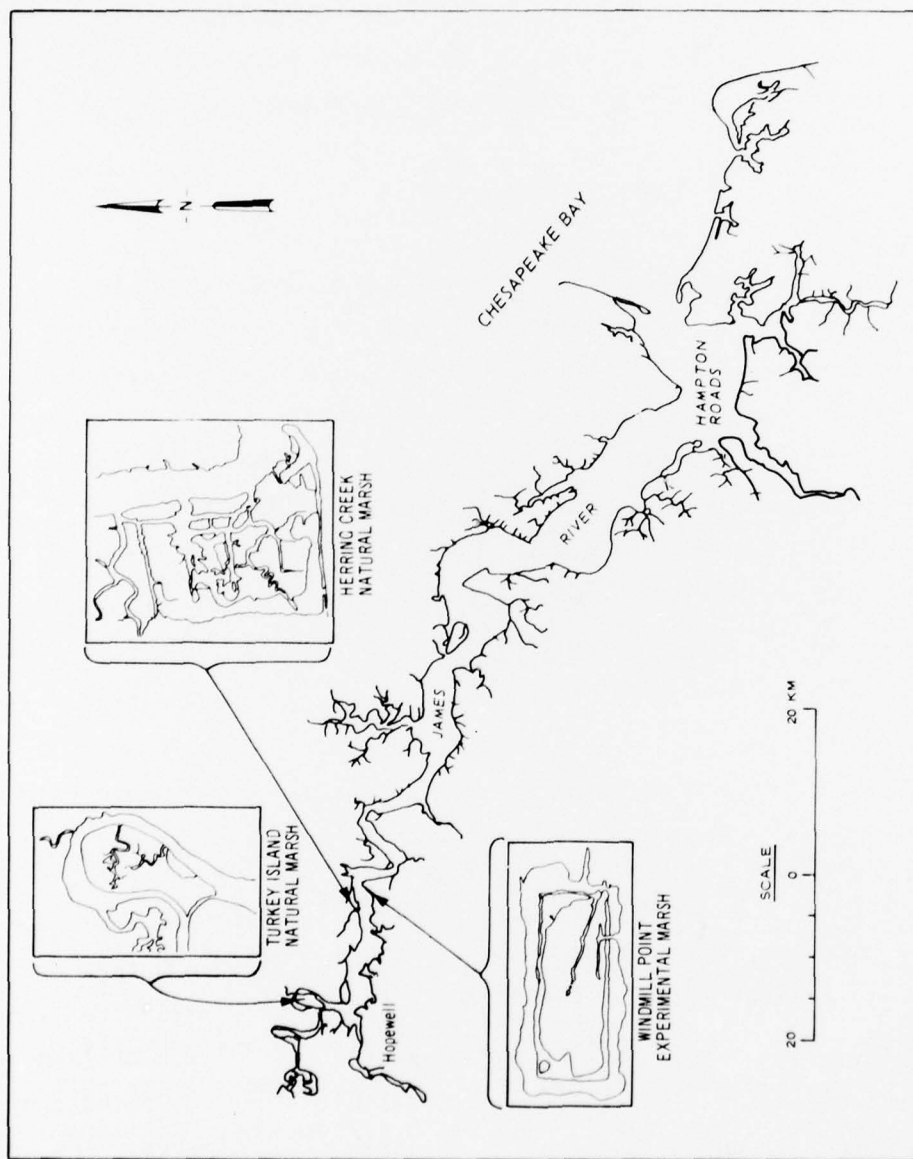 N
CHESAPEAKE BAY
HERRING CREEK
NATURAL MARSH
TURKEY ISLAND
NATURAL MARSH
HAMPTON
ROADS
RIVER
JAMES
Hopewell
WINDMILL POINT
EXPERIMENTAL MARSH
SCALE
20 0 20 KM